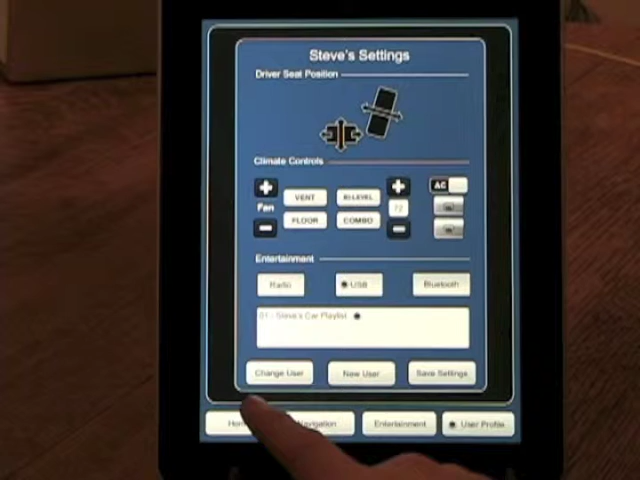 Steve's Settings
Driver Seat Position
Climate Controls
AC
VENT BI-LEVEL
Fan 72
FLOOR COMBO
Entertainment
Radio USB Bluetooth
01 - Steve's Car Playlist
Change User New User Save Settings
Navigation Entertainment User Profile